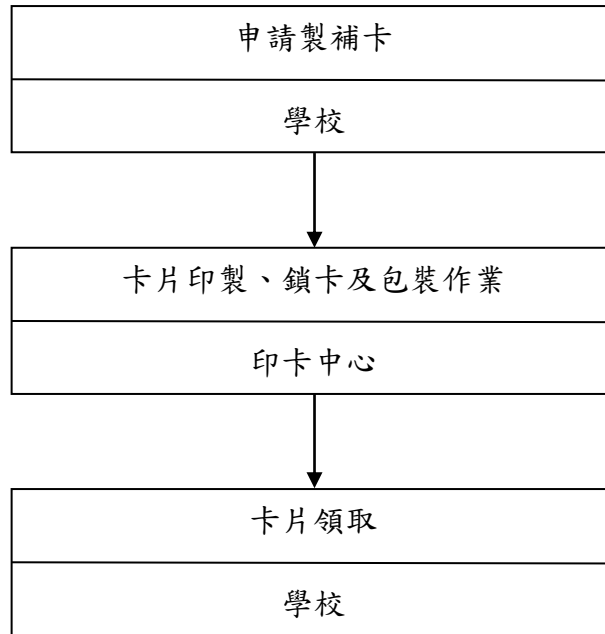 申請製補卡
學校
卡片印製、鎖卡及包裝作業
印卡中心
卡片領取
學校